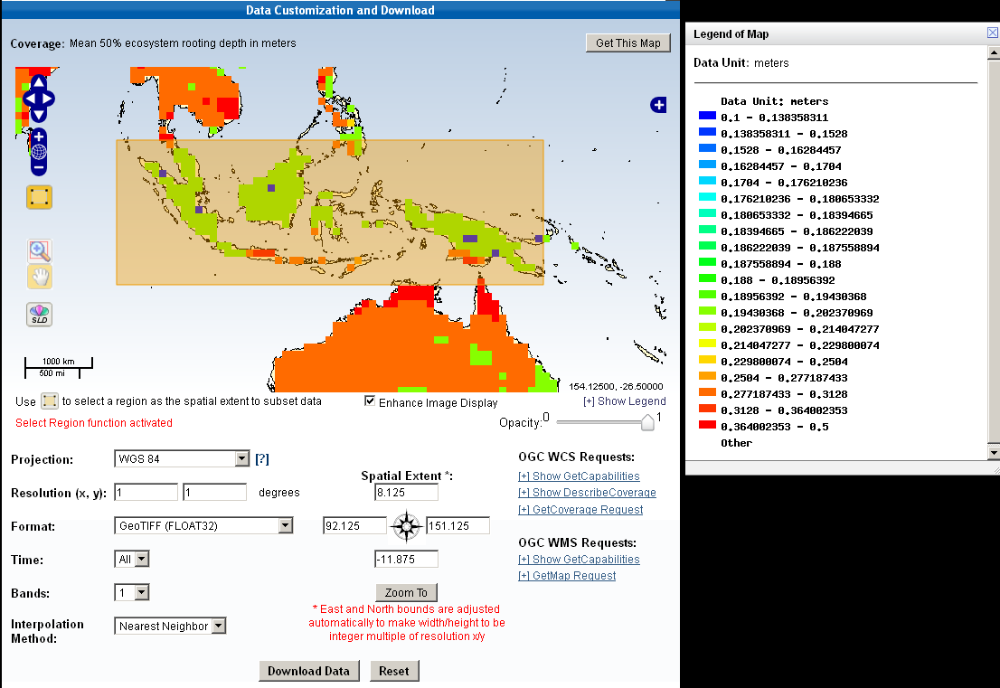 Data Customization and Download
Coverage: Mean 50% ecosystem rooting depth in meters
Get This Map
SLD
1000 km
500 mi
154.12500, -26.50000
Use to select a region as the spatial extent to subset data
Enhance Image Display
[+] Show Legend
Select Region function activated
Opacity: 0 1
Projection: WGS 84 [?]
Resolution (x, y): 1 1 degrees
Format: GeoTIFF (FLOAT32)
Time: All
Bands: 1
Interpolation Method: Nearest Neighbor
Spatial Extent *:
8.125
92.125 151.125
-11.875
Zoom To
* East and North bounds are adjusted
automatically to make width/height to be
integer multiple of resolution x/y
OGC WCS Requests:
[+] Show GetCapabilities
[+] Show DescribeCoverage
[+] GetCoverage Request
OGC WMS Requests:
[+] Show GetCapabilities
[+] GetMap Request
Download Data Reset
Legend of Map
Data Unit: meters
Data Unit: meters
0.1 - 0.138358311
0.138358311 - 0.1528
0.1528 - 0.16284457
0.16284457 - 0.1704
0.1704 - 0.176210236
0.176210236 - 0.180653332
0.180653332 - 0.18394665
0.18394665 - 0.186222039
0.186222039 - 0.187558894
0.187558894 - 0.188
0.188 - 0.18956392
0.18956392 - 0.19430368
0.19430368 - 0.202370969
0.202370969 - 0.214047277
0.214047277 - 0.229800074
0.229800074 - 0.2504
0.2504 - 0.277187433
0.277187433 - 0.3128
0.3128 - 0.364002353
0.364002353 - 0.5
Other